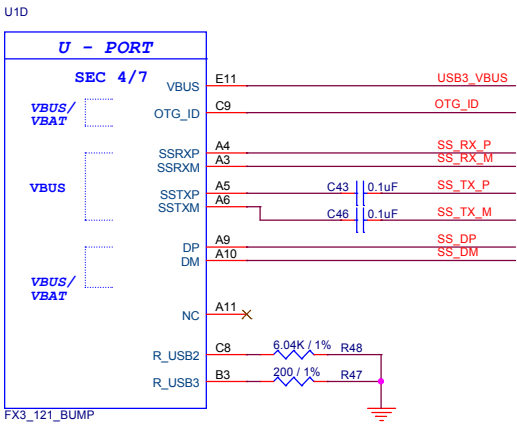 U1D
U - PORT
SEC 4/7
VBUS E11 USB3_VBUS
VBUS/
VBAT
OTG_ID C9 OTG_ID
SSRXP A4 SS_RX_P
SSRXM A3 SS_RX_M
VBUS
SSTXP A5 C43 0.1uF SS_TX_P
SSTXM A6 C46 0.1uF SS_TX_M
DP A9 SS_DP
DM A10 SS_DM
VBUS/
VBAT
NC A11
R_USB2 C8 6.04K / 1% R48
R_USB3 B3 200 / 1% R47
FX3_121_BUMP